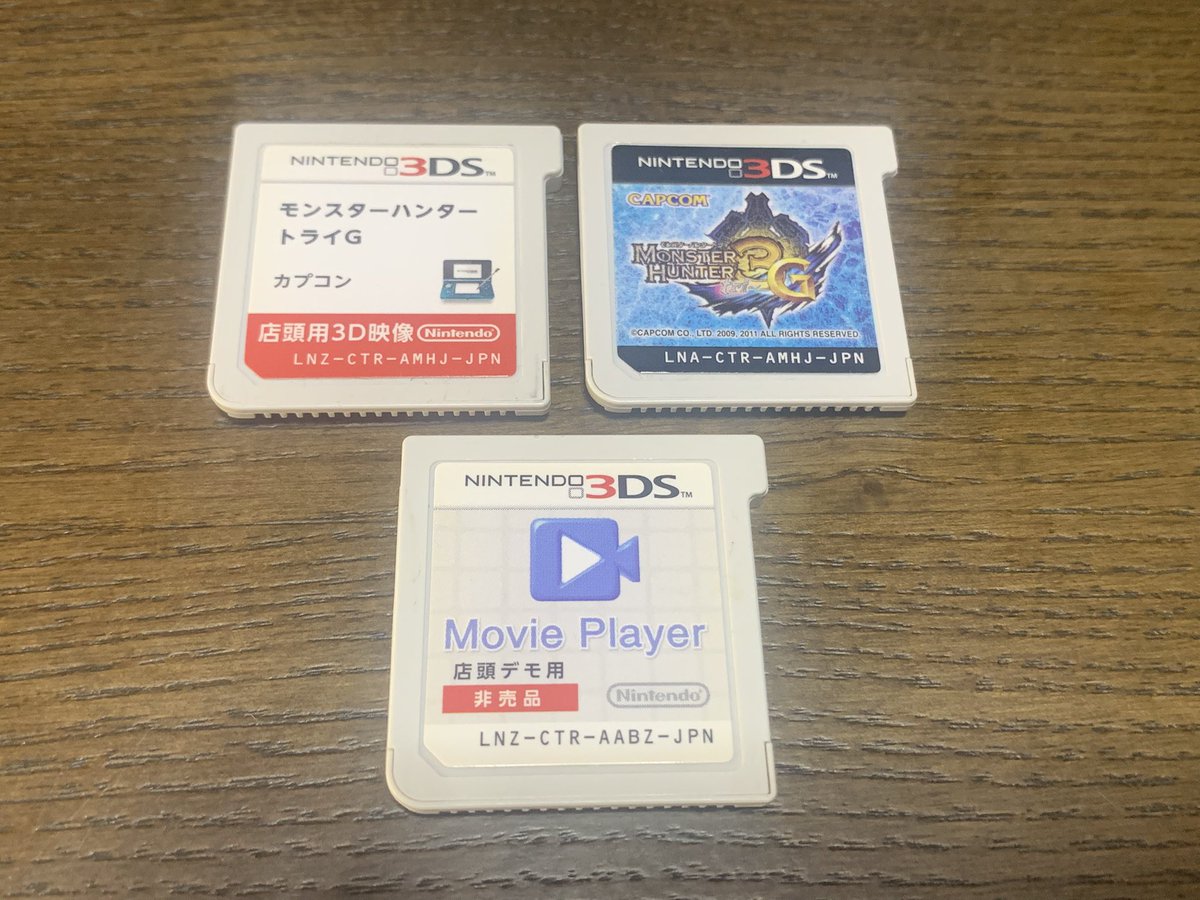 NINTENDO 3DS™
モンスターハンター
トライG
カプコン
店頭用3D映像 Nintendo
LNZ-CTR-AMHJ-JPN
NINTENDO 3DS™
CAPCOM
MONSTER
HUNTER 3G
©CAPCOM CO., LTD. 2009, 2011 ALL RIGHTS RESERVED.
LNA-CTR-AMHJ-JPN
NINTENDO 3DS™
Movie Player
店頭デモ用
非売品 Nintendo
LNZ-CTR-AABZ-JPN